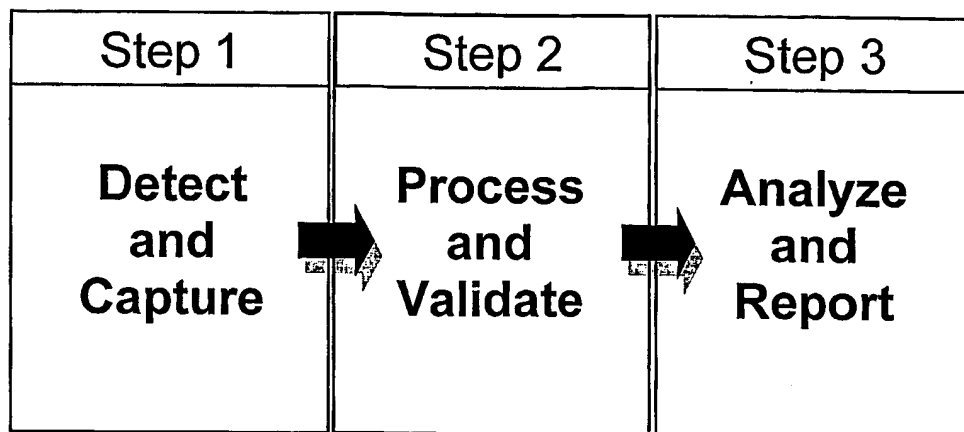 Step 1
Detect
and
Capture
Step 2
Process
and
Validate
Step 3
Analyze
and
Report